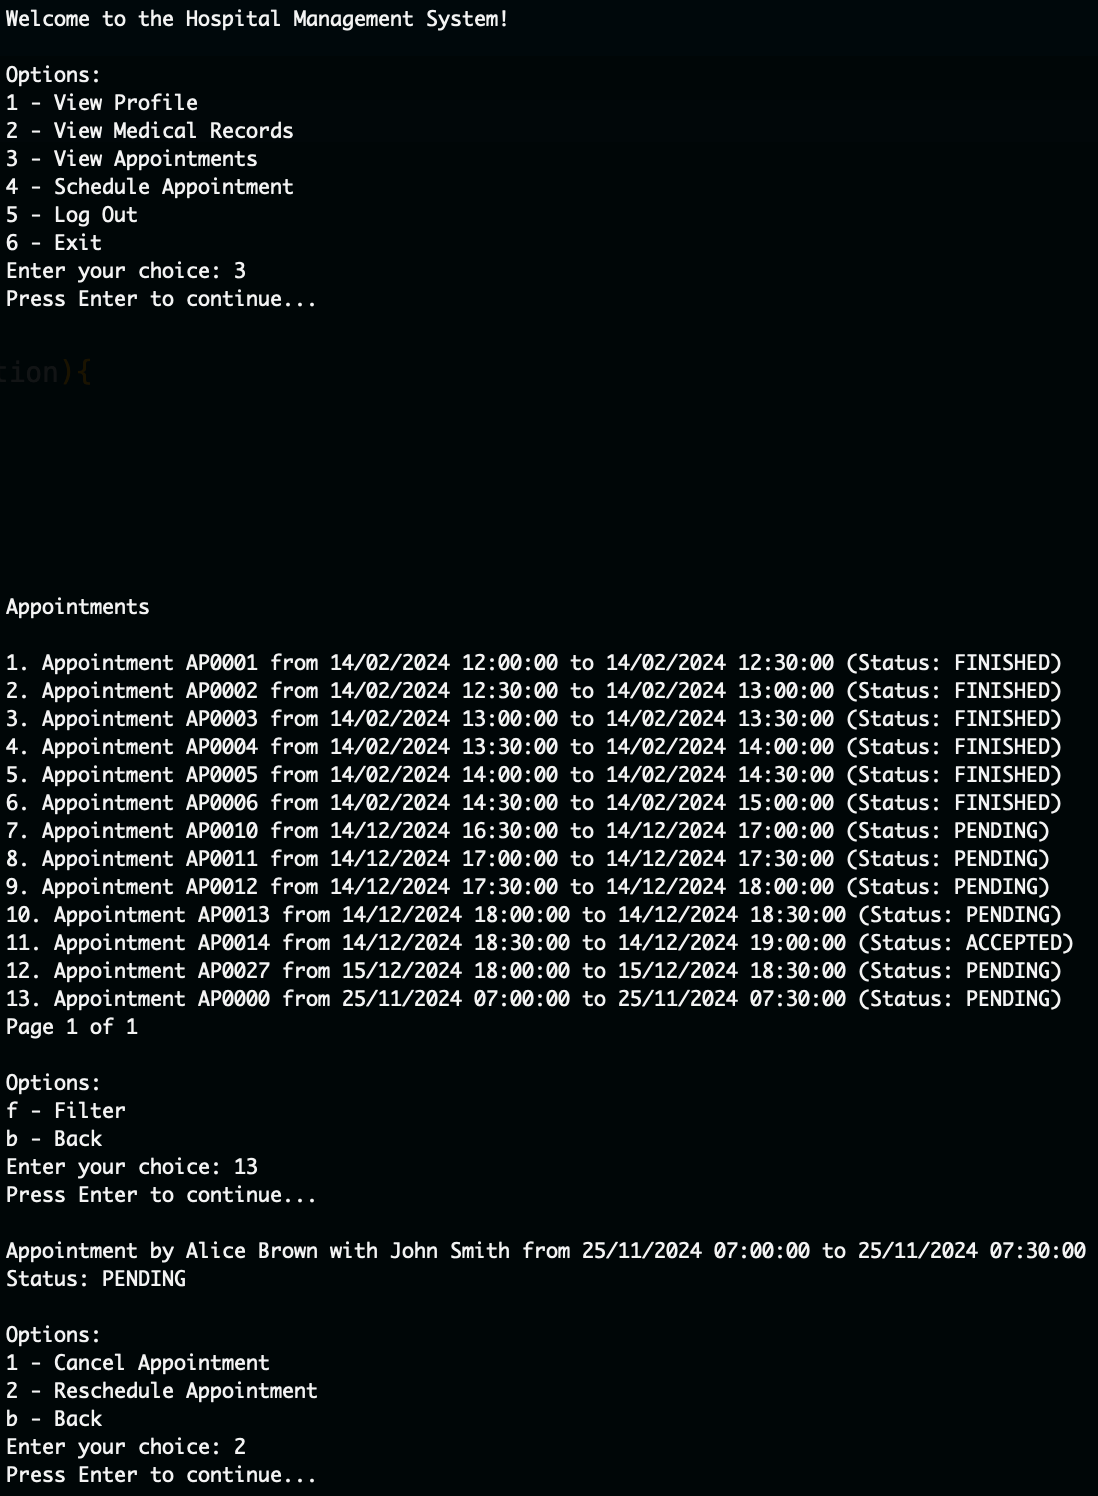 Welcome to the Hospital Management System!
Options:
1 - View Profile
2 - View Medical Records
3 - View Appointments
4 - Schedule Appointment
5 - Log Out
6 - Exit
Enter your choice: 3
Press Enter to continue...
tion){
Appointments
1. Appointment AP0001 from 14/02/2024 12:00:00 to 14/02/2024 12:30:00 (Status: FINISHED)
2. Appointment AP0002 from 14/02/2024 12:30:00 to 14/02/2024 13:00:00 (Status: FINISHED)
3. Appointment AP0003 from 14/02/2024 13:00:00 to 14/02/2024 13:30:00 (Status: FINISHED)
4. Appointment AP0004 from 14/02/2024 13:30:00 to 14/02/2024 14:00:00 (Status: FINISHED)
5. Appointment AP0005 from 14/02/2024 14:00:00 to 14/02/2024 14:30:00 (Status: FINISHED)
6. Appointment AP0006 from 14/02/2024 14:30:00 to 14/02/2024 15:00:00 (Status: FINISHED)
7. Appointment AP0010 from 14/12/2024 16:30:00 to 14/12/2024 17:00:00 (Status: PENDING)
8. Appointment AP0011 from 14/12/2024 17:00:00 to 14/12/2024 17:30:00 (Status: PENDING)
9. Appointment AP0012 from 14/12/2024 17:30:00 to 14/12/2024 18:00:00 (Status: PENDING)
10. Appointment AP0013 from 14/12/2024 18:00:00 to 14/12/2024 18:30:00 (Status: PENDING)
11. Appointment AP0014 from 14/12/2024 18:30:00 to 14/12/2024 19:00:00 (Status: ACCEPTED)
12. Appointment AP0027 from 15/12/2024 18:00:00 to 15/12/2024 18:30:00 (Status: PENDING)
13. Appointment AP0000 from 25/11/2024 07:00:00 to 25/11/2024 07:30:00 (Status: PENDING)
Page 1 of 1
Options:
f - Filter
b - Back
Enter your choice: 13
Press Enter to continue...
Appointment by Alice Brown with John Smith from 25/11/2024 07:00:00 to 25/11/2024 07:30:00
Status: PENDING
Options:
1 - Cancel Appointment
2 - Reschedule Appointment
b - Back
Enter your choice: 2
Press Enter to continue...